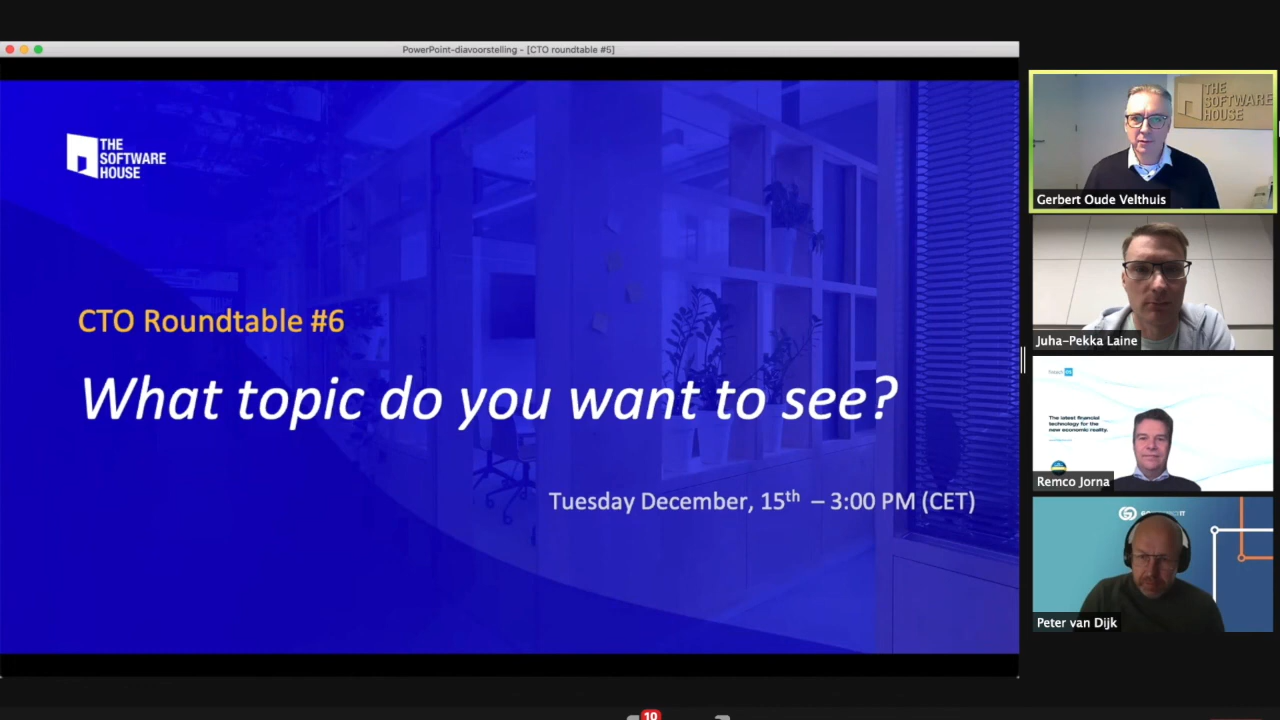 PowerPoint-diavoorstelling - [CTO roundtable #5]
THE
SOFTWARE
HOUSE
CTO Roundtable #6
What topic do you want to see?
Tuesday December, 15th – 3:00 PM (CET)
THE
SOFTWARE
HOUSE
Gerbert Oude Velthuis
Juha-Pekka Laine
The latest financial
technology for the
new economic reality.
Remco Jorna
Peter van Dijk
10